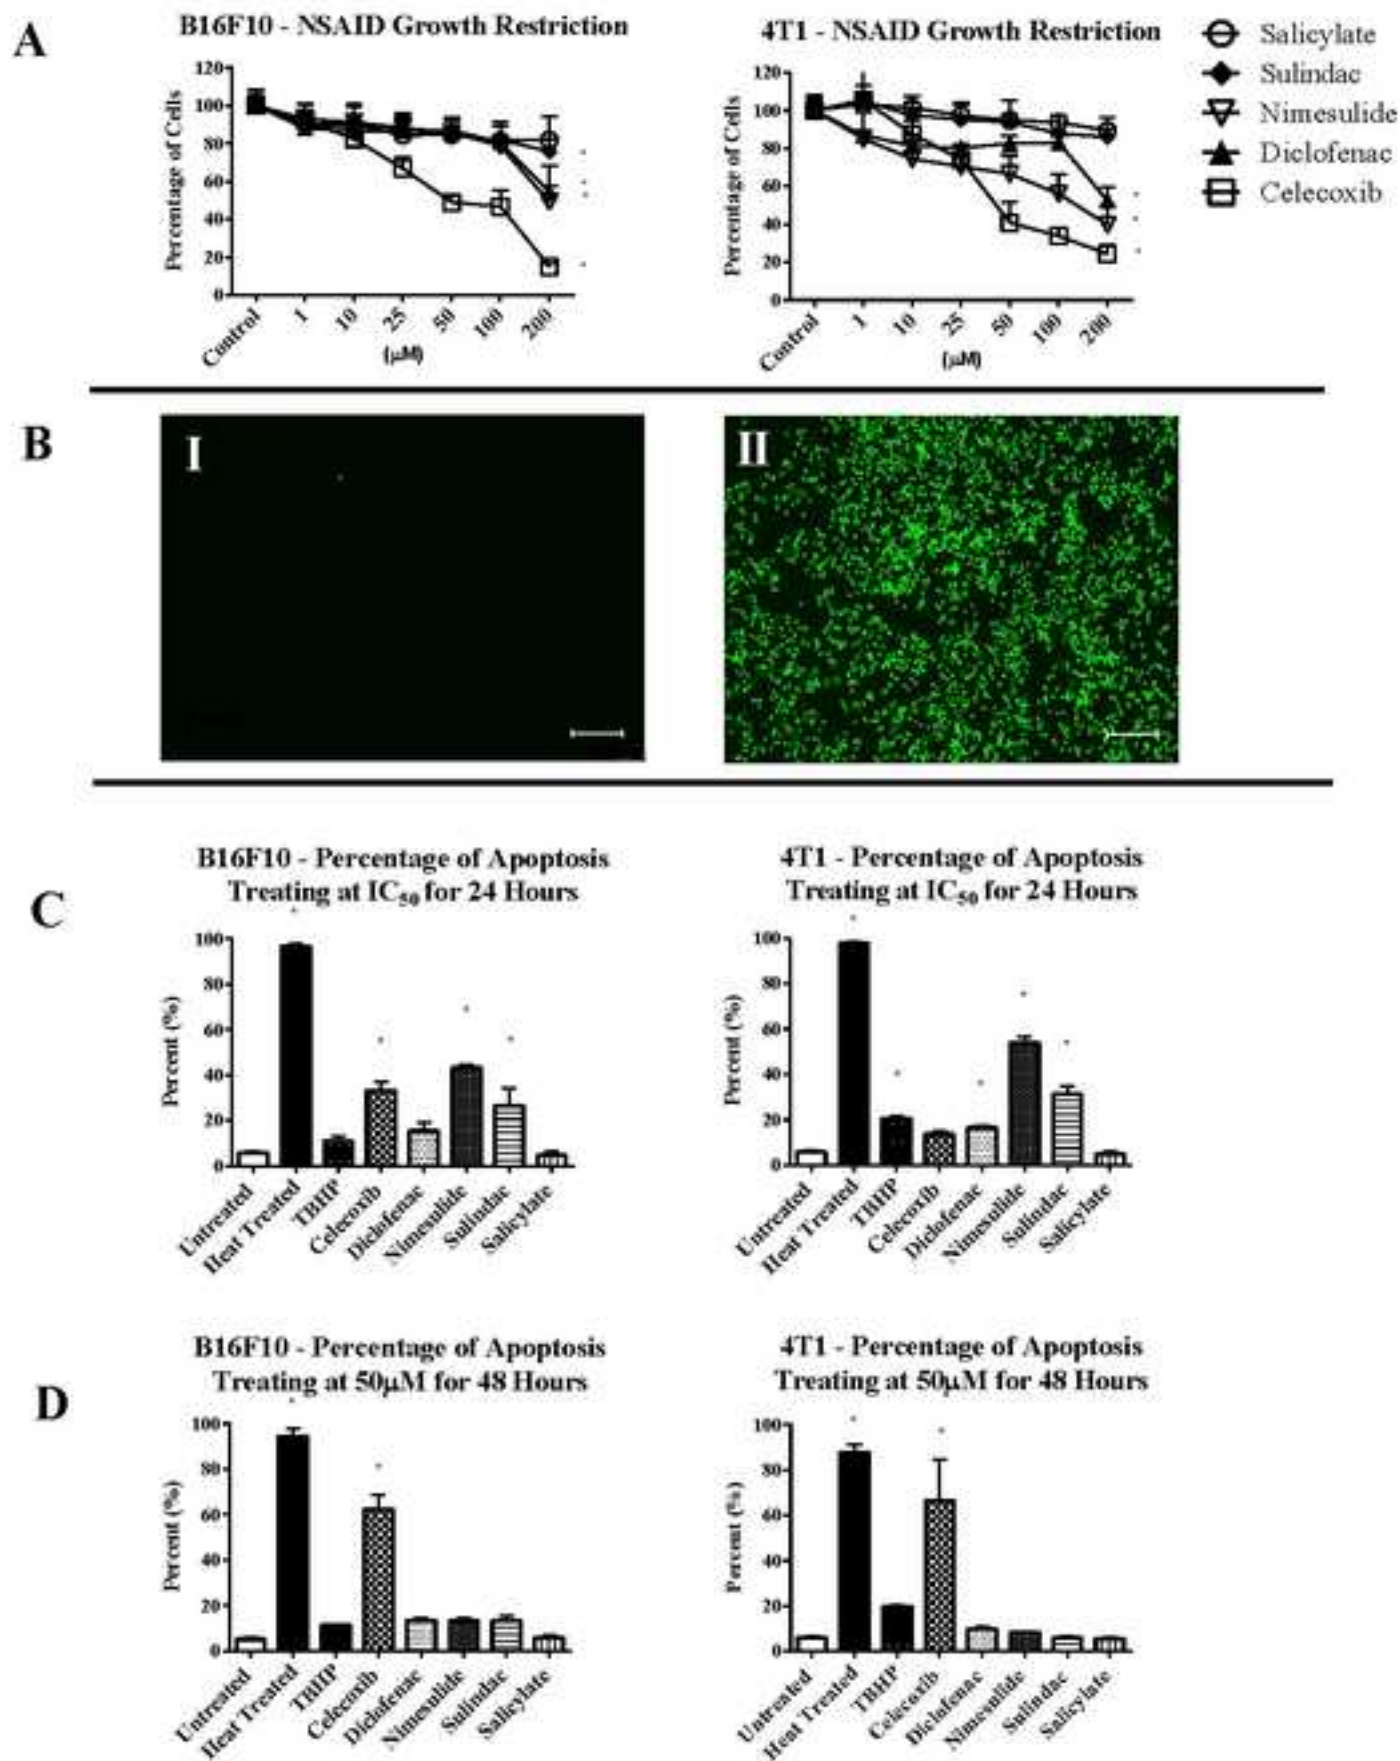 A
B16F10 - NSAID Growth Restriction
Percentage of Cells
120
100
80
60
40
20
0
Control
1
10
25
50
100
200
(μM)
4T1 - NSAID Growth Restriction
Percentage of Cells
120
100
80
60
40
20
0
Control
1
10
25
50
100
200
(μM)
Salicylate
Sulindac
Nimesulide
Diclofenac
Celecoxib
B
I
II
C
B16F10 - Percentage of Apoptosis
Treating at IC50 for 24 Hours
Percent (%)
100
80
60
40
20
0
Untreated
Heat Treated
TBHP
Celecoxib
Diclofenac
Nimesulide
Sulindac
Salicylate
4T1 - Percentage of Apoptosis
Treating at IC50 for 24 Hours
Percent (%)
100
80
60
40
20
0
Untreated
Heat Treated
TBHP
Celecoxib
Diclofenac
Nimesulide
Sulindac
Salicylate
D
B16F10 - Percentage of Apoptosis
Treating at 50μM for 48 Hours
Percent (%)
100
80
60
40
20
0
Untreated
Heat Treated
TBHP
Celecoxib
Diclofenac
Nimesulide
Sulindac
Salicylate
4T1 - Percentage of Apoptosis
Treating at 50μM for 48 Hours
Percent (%)
100
80
60
40
20
0
Untreated
Heat Treated
TBHP
Celecoxib
Diclofenac
Nimesulide
Sulindac
Salicylate